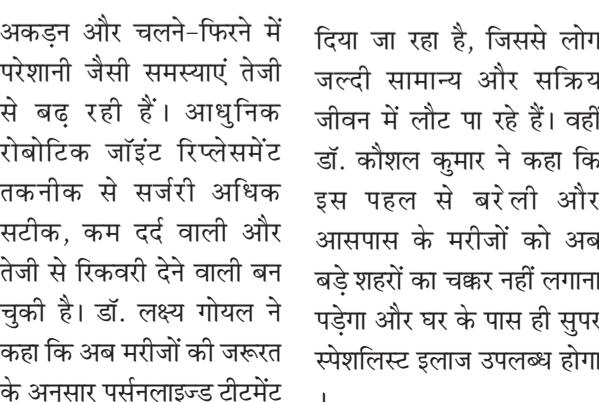 अकड़न और चलने-फिरने में
परेशानी जैसी समस्याएं तेजी
से बढ़ रही हैं। आधुनिक
रोबोटिक जॉइंट रिप्लेसमेंट
तकनीक से सर्जरी अधिक
सटीक, कम दर्द वाली और
तेजी से रिकवरी देने वाली बन
चुकी है। डॉ. लक्ष्य गोयल ने
कहा कि अब मरीजों की जरूरत
के अनुसार पर्सनलाइज्ड ट्रीटमेंट
दिया जा रहा है, जिससे लोग
जल्दी सामान्य और सक्रिय
जीवन में लौट पा रहे हैं। वहीं
डॉ. कौशल कुमार ने कहा कि
इस पहल से बरेली और
आसपास के मरीजों को अब
बड़े शहरों का चक्कर नहीं लगाना
पड़ेगा और घर के पास ही सुपर
स्पेशलिस्ट इलाज उपलब्ध होगा
।